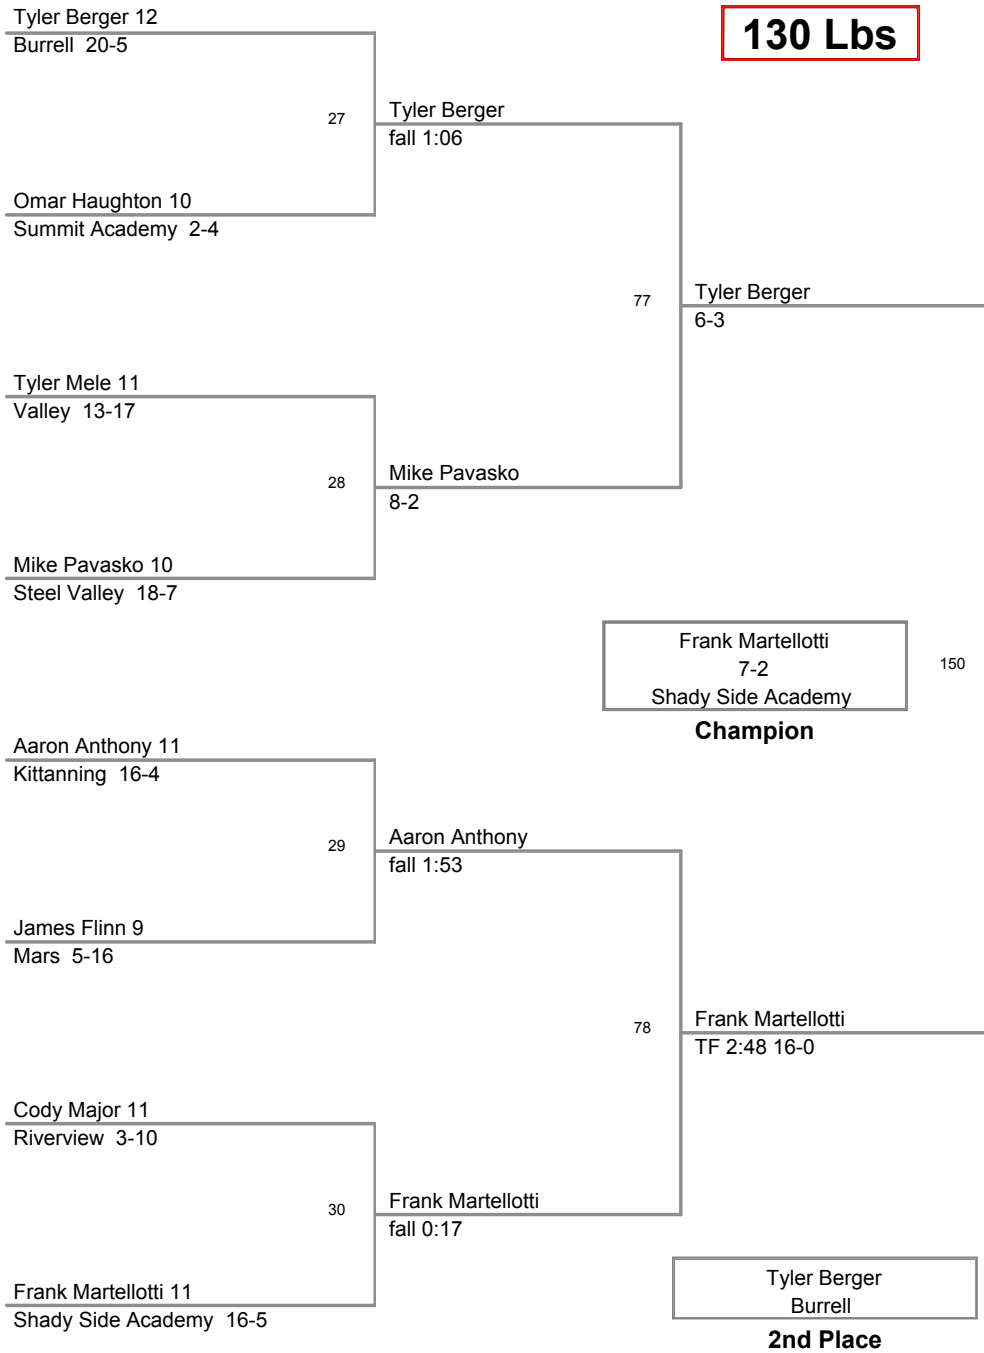 Tyler Berger 12
Burrell 20-5
130 Lbs
27
Tyler Berger
fall 1:06
Omar Haughton 10
Summit Academy 2-4
77
Tyler Berger
6-3
Tyler Mele 11
Valley 13-17
28
Mike Pavasko
8-2
Mike Pavasko 10
Steel Valley 18-7
Frank Martellotti
7-2
Shady Side Academy
150
Champion
Aaron Anthony 11
Kittanning 16-4
29
Aaron Anthony
fall 1:53
James Flinn 9
Mars 5-16
78
Frank Martellotti
TF 2:48 16-0
Cody Major 11
Riverview 3-10
30
Frank Martellotti
fall 0:17
Frank Martellotti 11
Shady Side Academy 16-5
Tyler Berger
Burrell
2nd Place